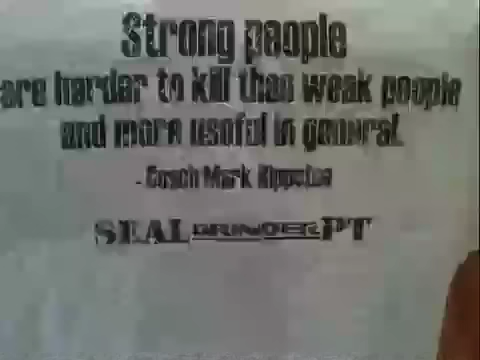 Strong people
are harder to kill than weak people
and more useful in general.
- Coach Mark Rippetoe
SEAL GRINDER PT